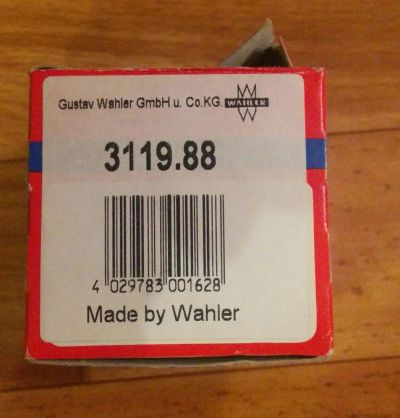 Gustav Wahler GmbH u. Co.KG. WAHLER
3119.88
4 029783 001628
Made by Wahler